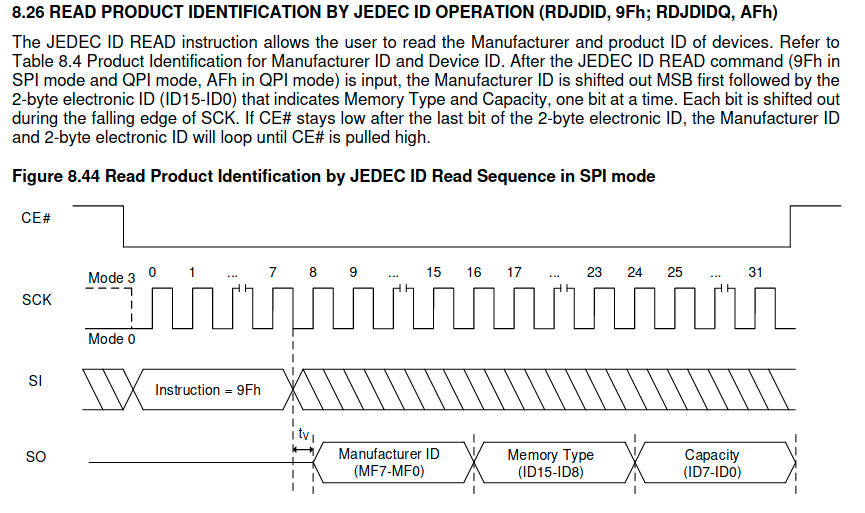 8.26 READ PRODUCT IDENTIFICATION BY JEDEC ID OPERATION (RDJDID, 9Fh; RDJDIDQ, AFh)
The JEDEC ID READ instruction allows the user to read the Manufacturer and product ID of devices. Refer to
Table 8.4 Product Identification for Manufacturer ID and Device ID. After the JEDEC ID READ command (9Fh in
SPI mode and QPI mode, AFh in QPI mode) is input, the Manufacturer ID is shifted out MSB first followed by the
2-byte electronic ID (ID15-ID0) that indicates Memory Type and Capacity, one bit at a time. Each bit is shifted out
during the falling edge of SCK. If CE# stays low after the last bit of the 2-byte electronic ID, the Manufacturer ID
and 2-byte electronic ID will loop until CE# is pulled high.
Figure 8.44 Read Product Identification by JEDEC ID Read Sequence in SPI mode
CE#
Mode 3 0 1 ... 7 8 9 ... 15 16 17 ... 23 24 25 ... 31
SCK
Mode 0
SI
Instruction = 9Fh
tV
SO
Manufacturer ID
(MF7-MF0)
Memory Type
(ID15-ID8)
Capacity
(ID7-ID0)